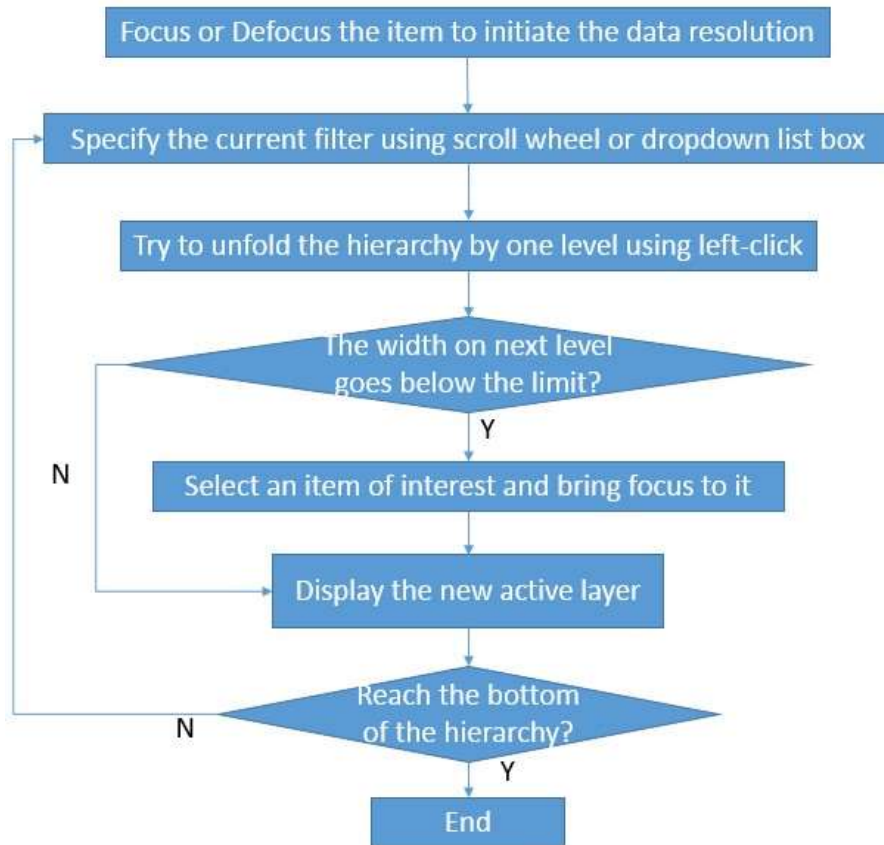 Focus or Defocus the item to initiate the data resolution
Specify the current filter using scroll wheel or dropdown list box
Try to unfold the hierarchy by one level using left-click
The width on next level
goes below the limit?
Y
N
Select an item of interest and bring focus to it
Display the new active layer
Reach the bottom
of the hierarchy?
N
Y
End